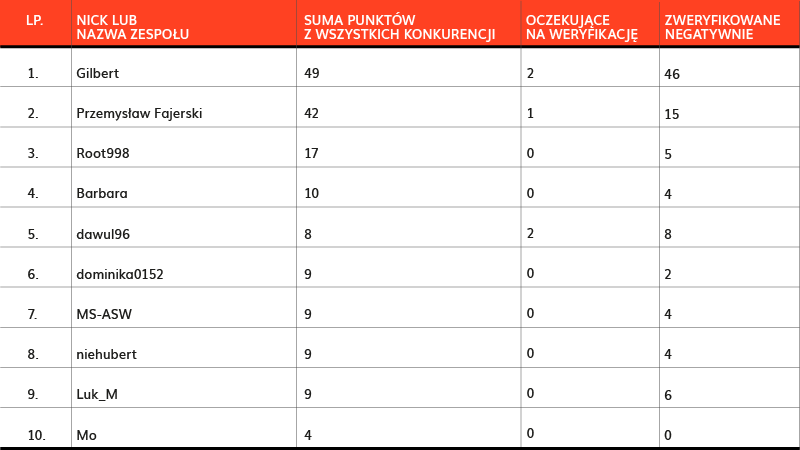 LP. NICK LUB NAZWA ZESPOŁU SUMA PUNKTÓW Z WSZYSTKICH KONKURENCJI OCZEKUJĄCE NA WERYFIKACJĘ ZWERYFIKOWANE NEGATYWNIE
1. Gilbert 49 2 46
2. Przemysław Fajerski 42 1 15
3. Root998 17 0 5
4. Barbara 10 0 4
5. dawul96 8 2 8
6. dominika0152 9 0 2
7. MS-ASW 9 0 4
8. niehubert 9 0 4
9. Luk_M 9 0 6
10. Mo 4 0 0